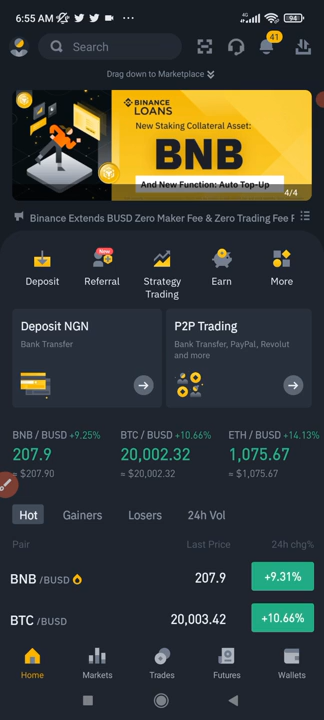 6:55 AM
4G
94
Search
41
Drag down to Marketplace
BINANCE
LOANS
New Staking Collateral Asset:
BNB
And New Function: Auto Top-Up
4/4
Binance Extends BUSD Zero Maker Fee & Zero Trading Fee
Deposit
New
Referral
Strategy
Trading
Earn
More
Deposit NGN
Bank Transfer
P2P Trading
Bank Transfer, PayPal, Revolut
and more
BNB / BUSD +9.25%
207.9
≈ $207.90
BTC / BUSD +10.66%
20,002.32
≈ $20,002.32
ETH / BUSD +14.13%
1,075.67
≈ $1,075.67
Hot Gainers Losers 24h Vol
Pair Last Price 24h chg%
BNB /BUSD 207.9 +9.31%
BTC /BUSD 20,003.42 +10.66%
Home Markets Trades Futures Wallets